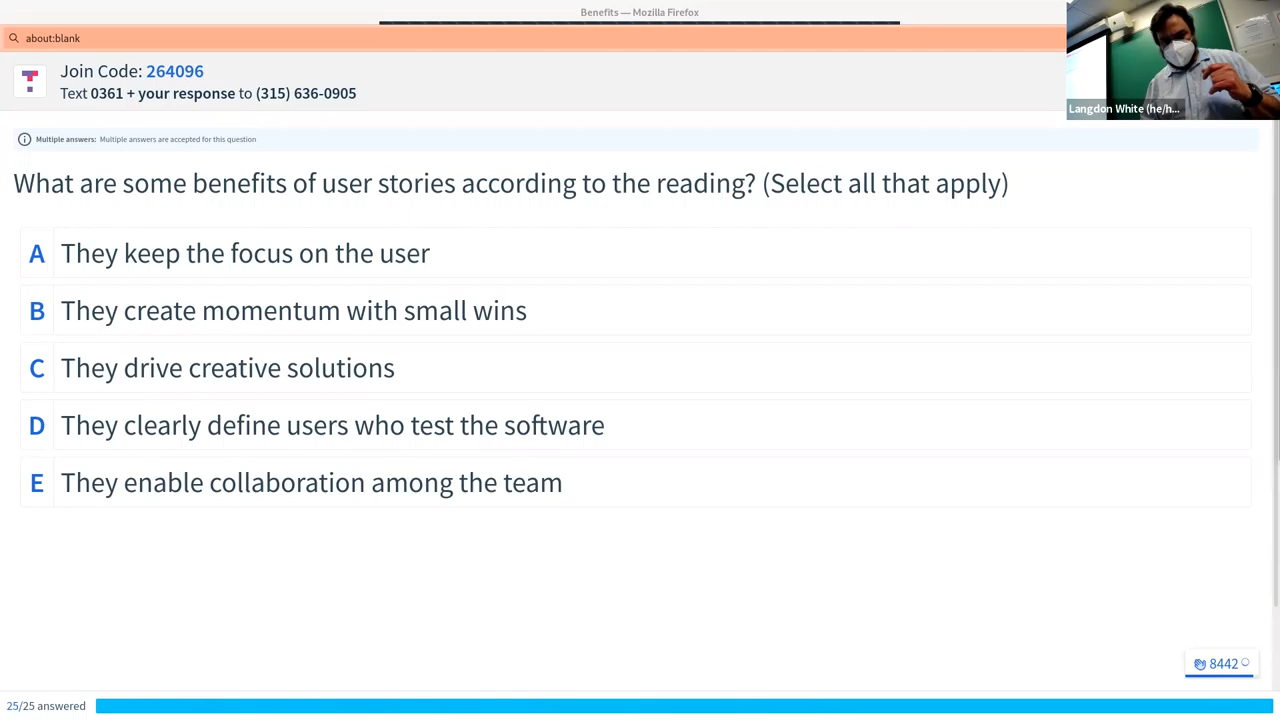 Benefits — Mozilla Firefox
about:blank
Join Code: 264096
Text 0361 + your response to (315) 636-0905
Langdon White (he/h...
Multiple answers: Multiple answers are accepted for this question
What are some benefits of user stories according to the reading? (Select all that apply)
A They keep the focus on the user
B They create momentum with small wins
C They drive creative solutions
D They clearly define users who test the software
E They enable collaboration among the team
8442
25/25 answered